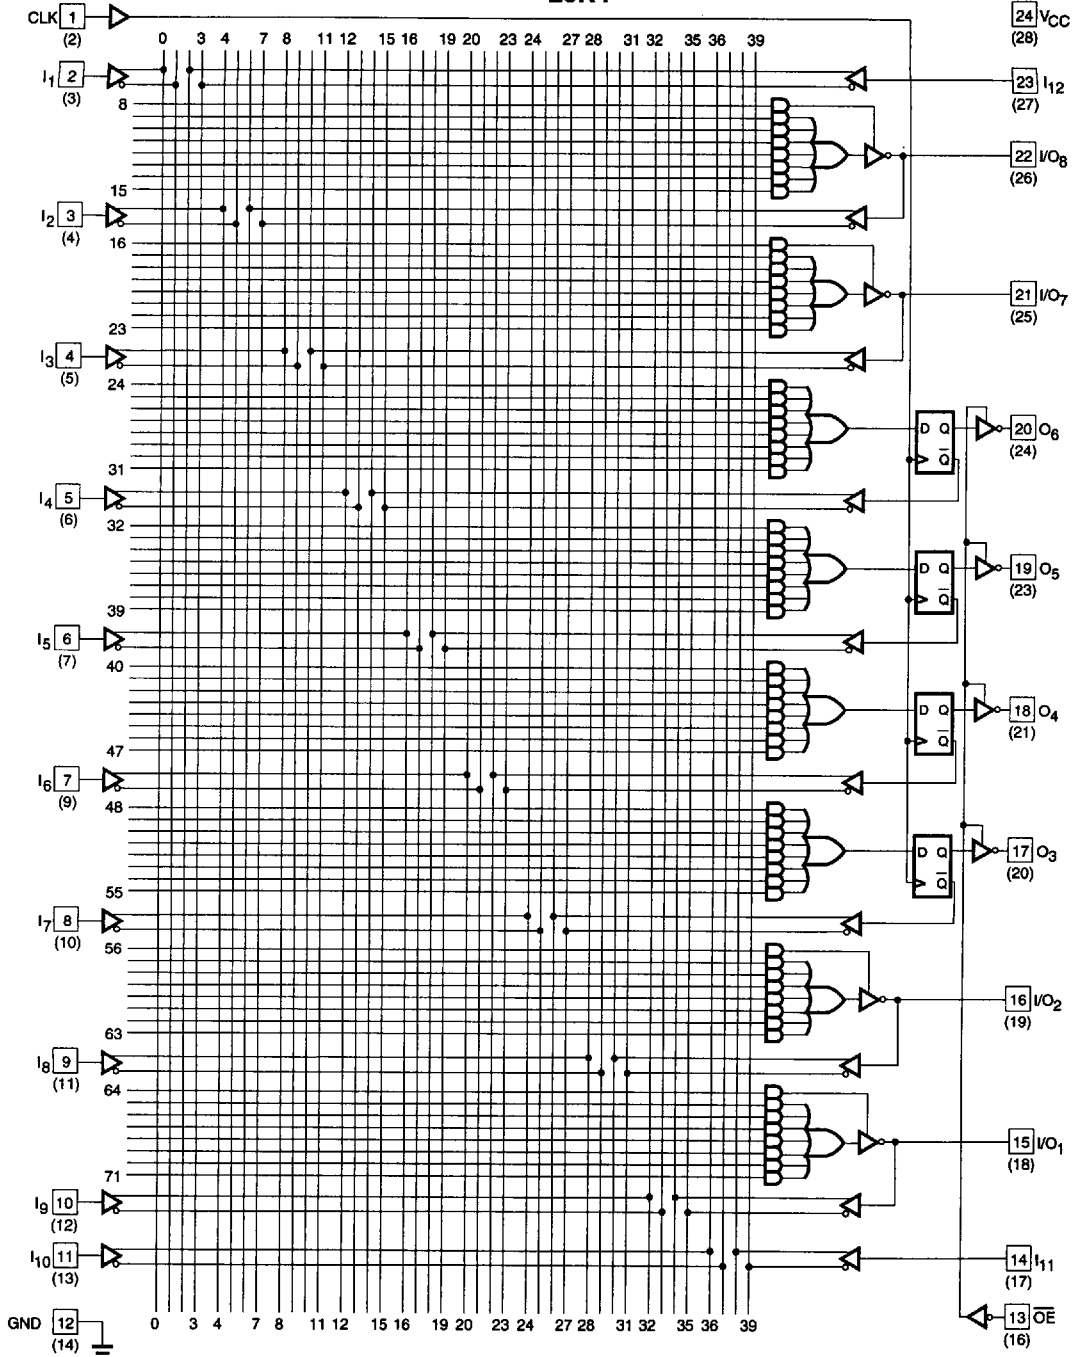 CLK 1 24 VCC
(2) (28)
0 3 4 7 8 11 12 15 16 19 20 23 24 27 28 31 32 35 36 39
I1 2 23 I12
(3) (27)
8
22 I/O8
(26)
15
I2 3
(4)
16
21 I/O7
(25)
23
I3 4
(5)
24
D Q 20 O6
(24)
Q
31
I4 5
(6)
32
D Q 19 O5
(23)
Q
39
I5 6
(7)
40
D Q 18 O4
(21)
Q
47
I6 7
(9)
48
D Q 17 O3
(20)
Q
55
I7 8
(10)
56
16 I/O2
(19)
63
I8 9
(11)
64
15 I/O1
(18)
71
I9 10
(12)
I10 11 14 I11
(13) (17)
GND 12 0 3 4 7 8 11 12 15 16 19 20 23 24 27 28 31 32 35 36 39 13 OE
(14) (16)